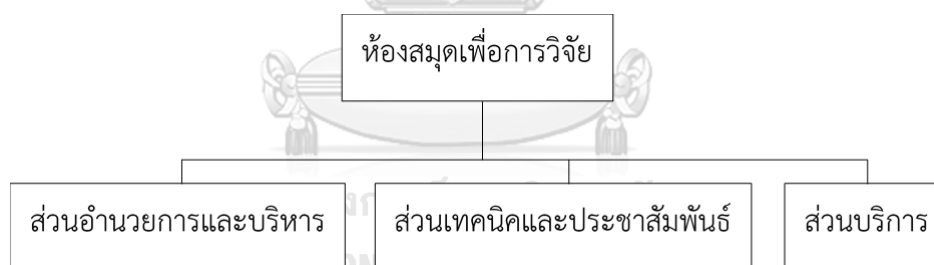 ห้องสมุดเพื่อการวิจัย
ส่วนอำนวยการและบริหาร
ส่วนเทคนิคและประชาสัมพันธ์
ส่วนบริการ